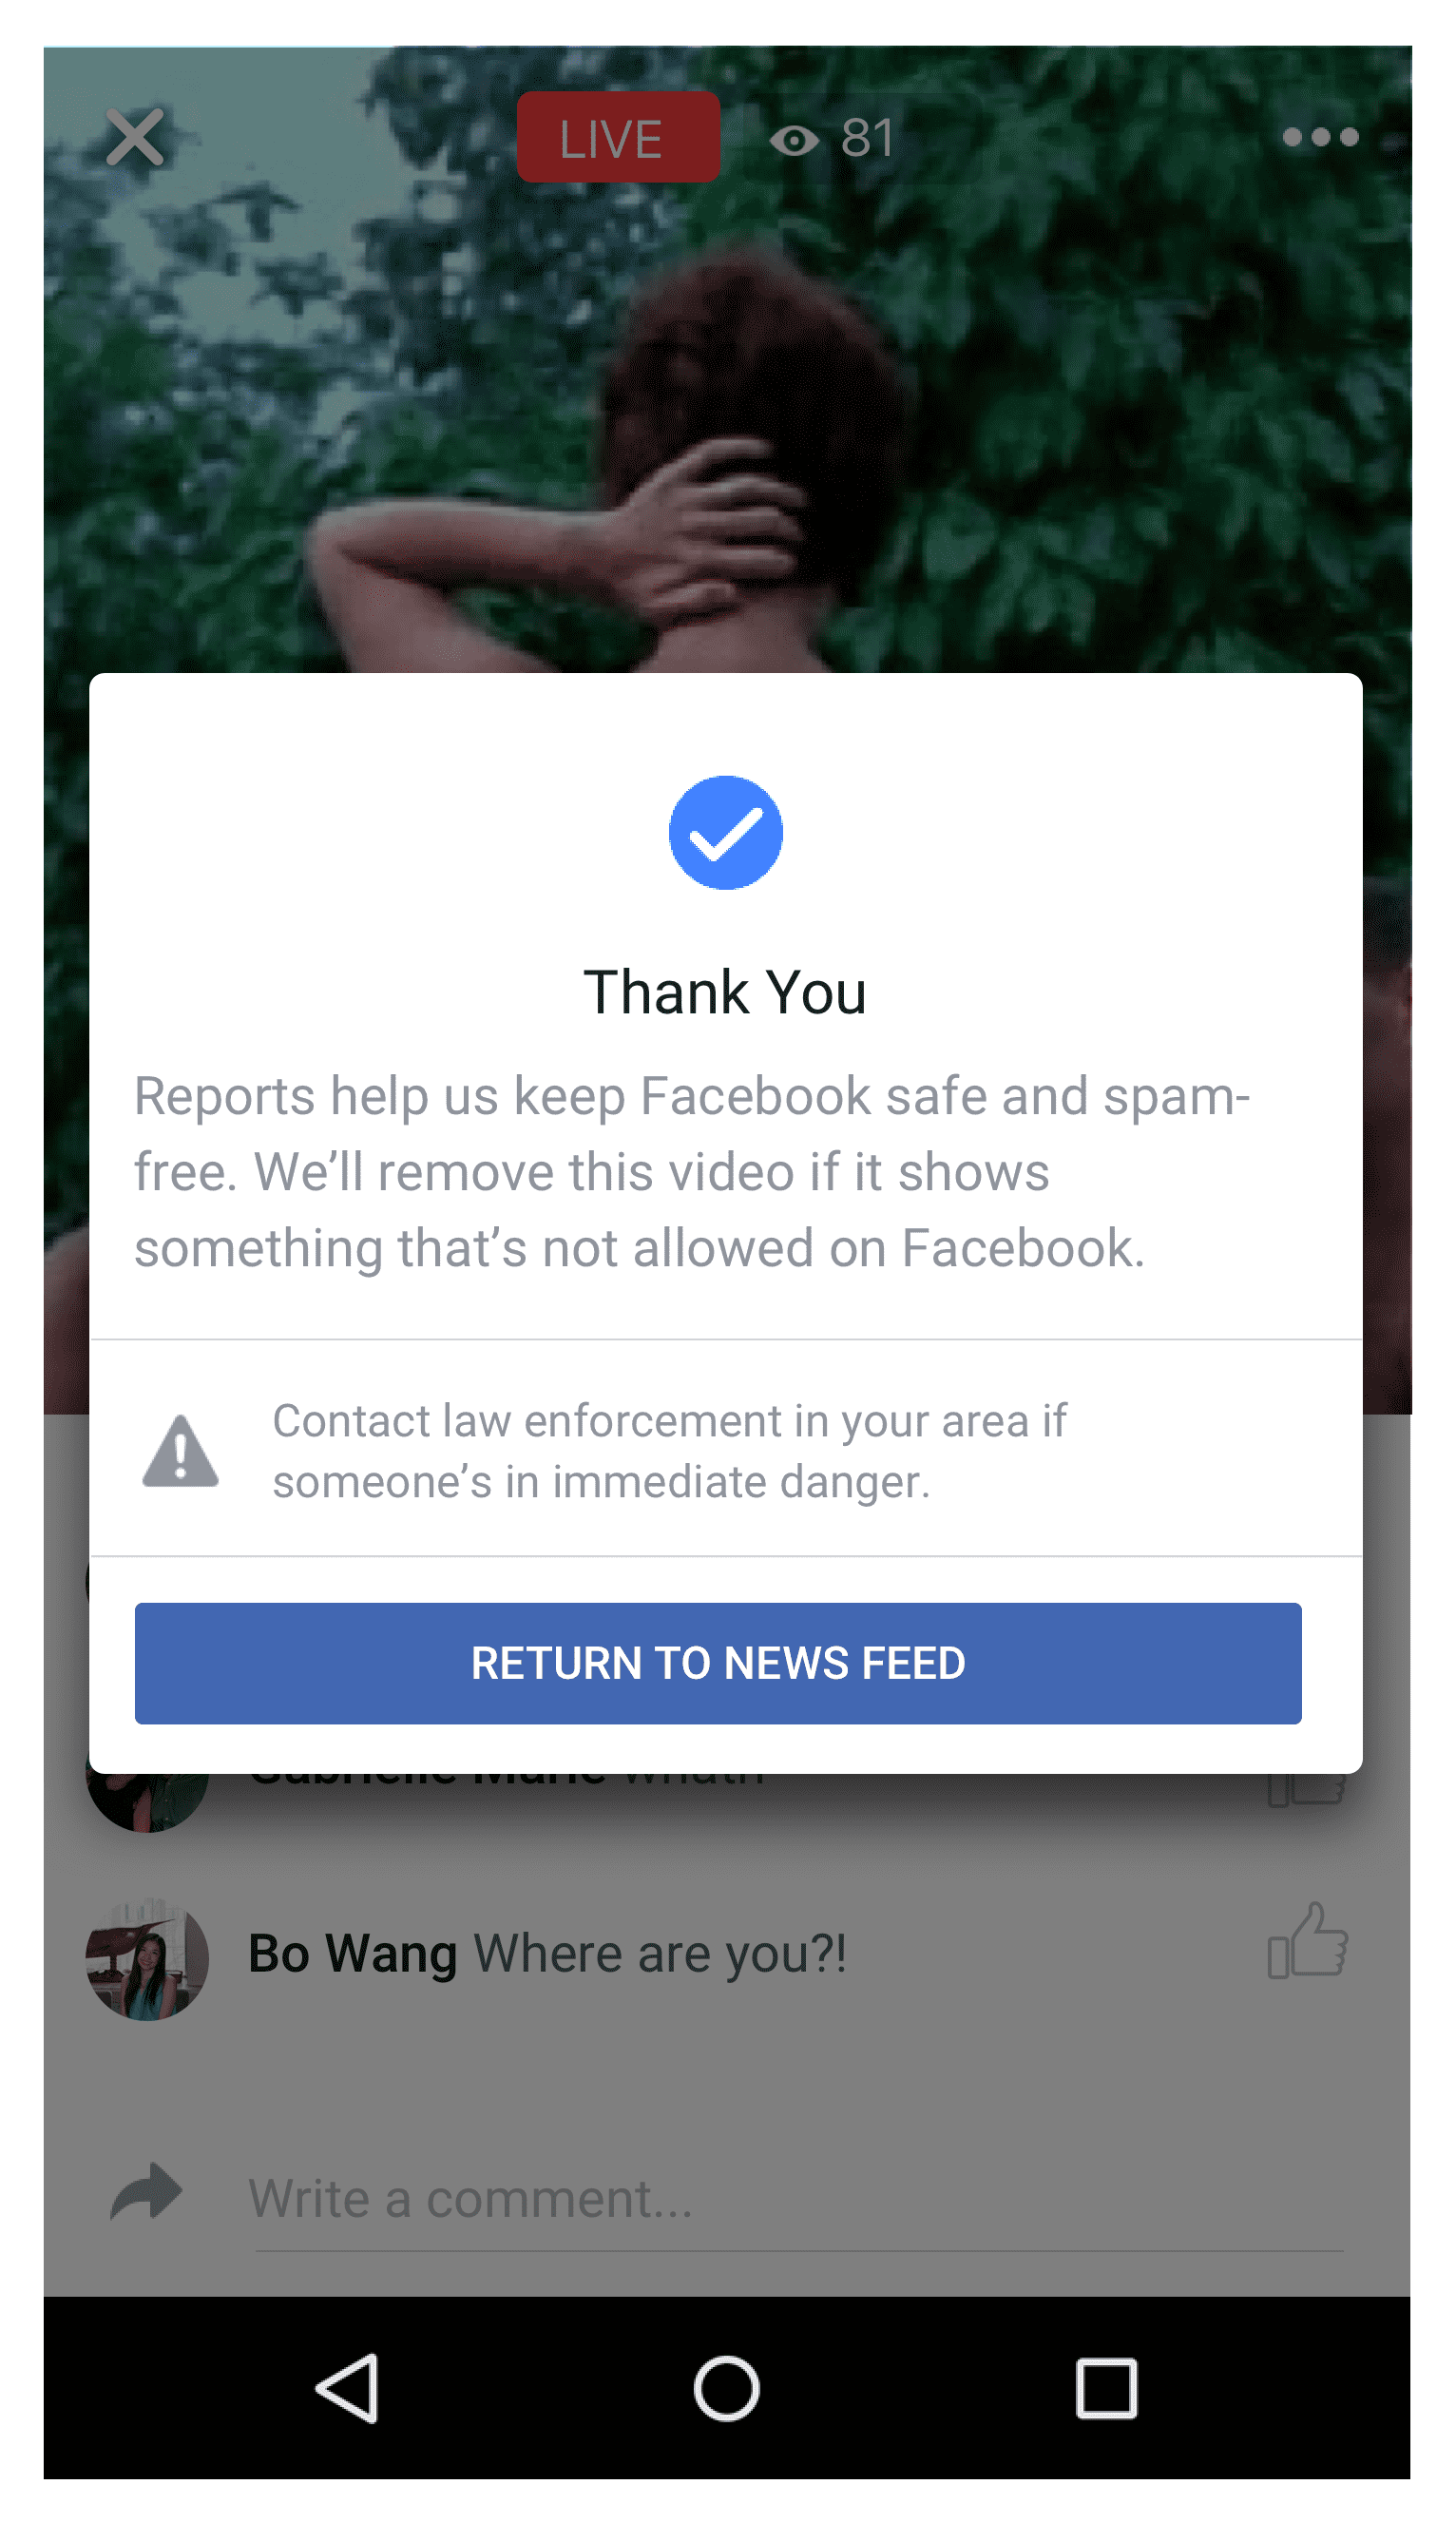 LIVE 81
Thank You
Reports help us keep Facebook safe and spam-
free. We’ll remove this video if it shows
something that’s not allowed on Facebook.
Contact law enforcement in your area if
someone’s in immediate danger.
RETURN TO NEWS FEED
Gabrielle Marie
Bo Wang Where are you?!
Write a comment...